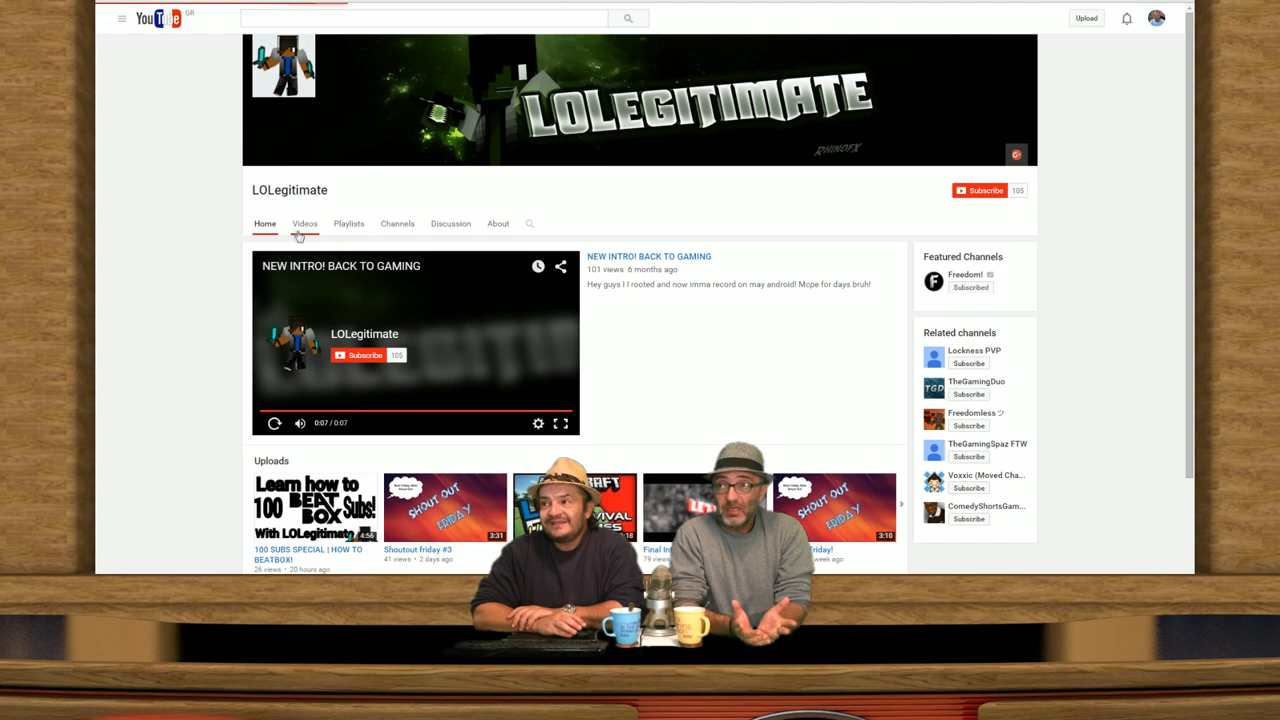 YouTube GR
Upload
LOLEGITIMATE
RHINOFX
LOLegitimate
Subscribe 105
Home Videos Playlists Channels Discussion About
NEW INTRO! BACK TO GAMING
LOLegitimate
Subscribe 105
0:07 / 0:07
NEW INTRO! BACK TO GAMING
101 views 6 months ago
Hey guys I I rooted and now imma record on may android! Mcpe for days bruh!
Featured Channels
Freedom!
Subscribed
Related channels
Lockness PVP
Subscribe
TheGamingDuo
Subscribe
TGD
Freedomless ツ
Subscribe
TheGamingSpaz FTW
Subscribe
Voxxic (Moved Cha...
Subscribe
ComedyShortsGam...
Subscribe
Uploads
Learn how to
100 BEAT BOX Subs!
With LOLegitimate
4:56
100 SUBS SPECIAL | HOW TO
BEATBOX!
26 views • 20 hours ago
SHOUT OUT
FRIDAY
3:31
Shoutout friday #3
41 views • 2 days ago
:18
Final In
79 views
SHOUT OUT
FRIDAY
3:10
riday!
week ago